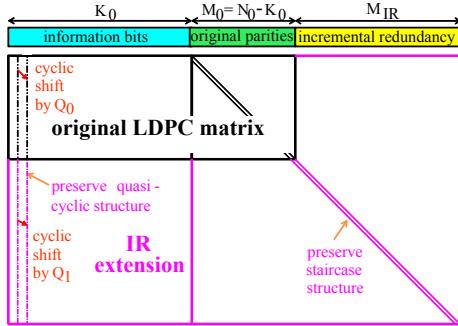 K0 M0= N0-K0 MIR
information bits original parities incremental redundancy
cyclic
shift
by Q0
original LDPC matrix
preserve quasi-
cyclic structure
cyclic
shift
by Q1
IR
extension
preserve
staircase
structure